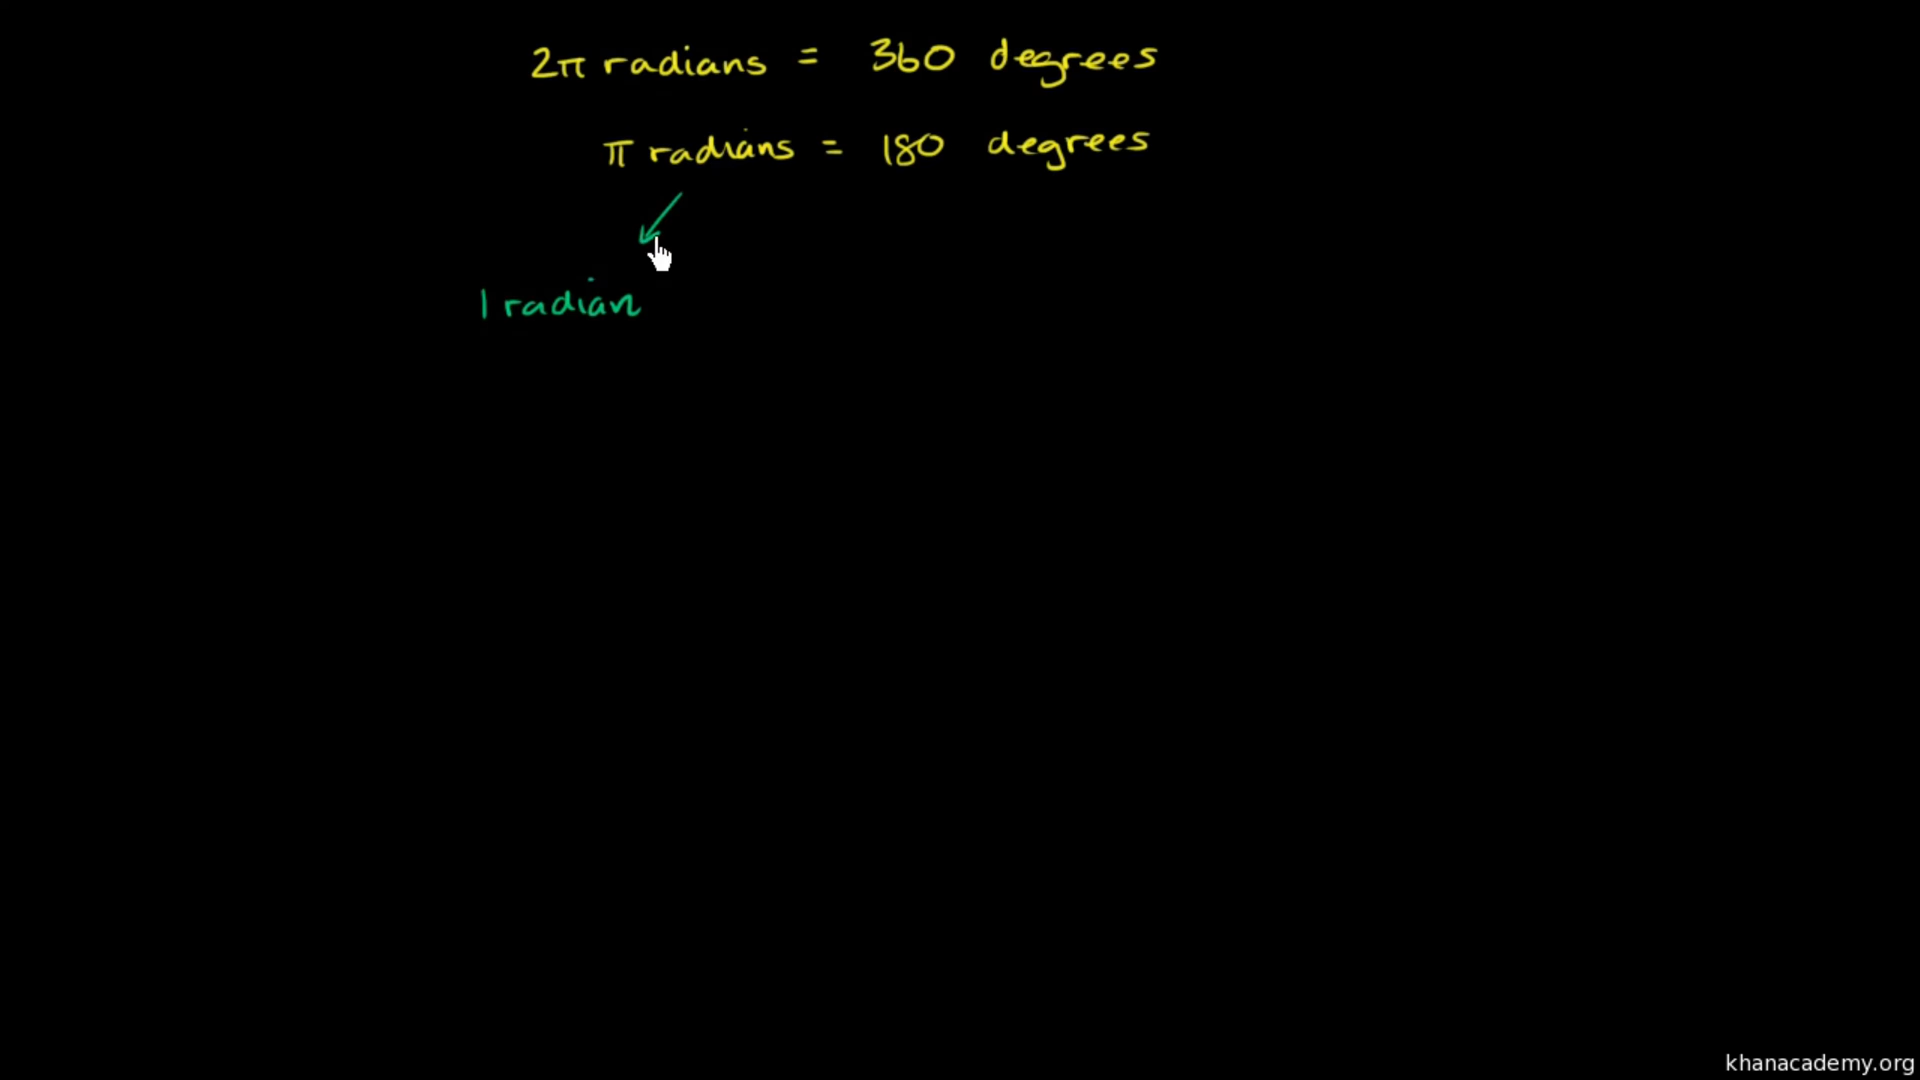 2π radians = 360 degrees
π radians = 180 degrees
1 radian
khanacademy.org